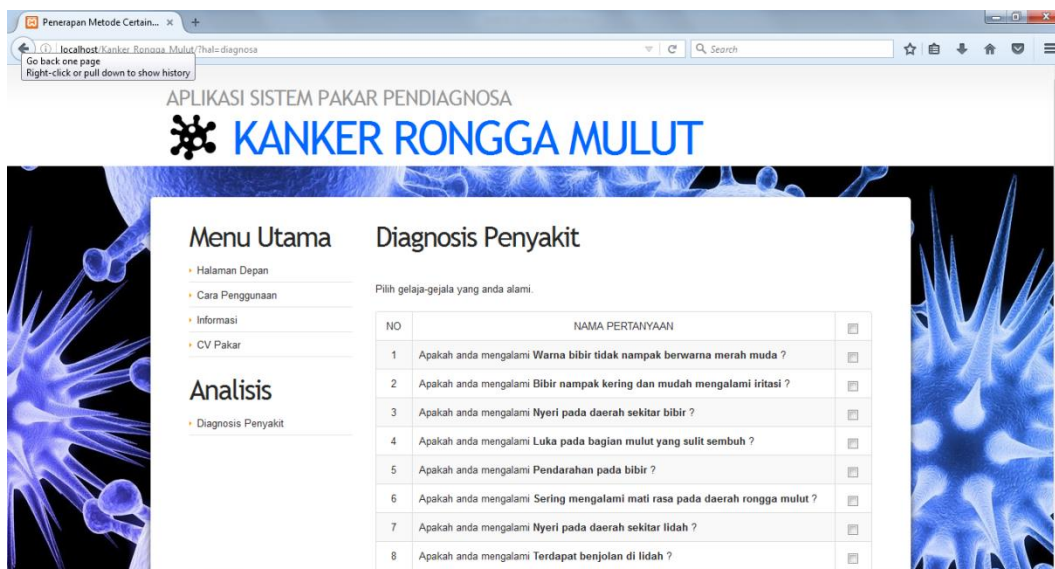 Penerapan Metode Certain...
localhost/Kanker_Rongga_Mulut/?hal=diagnosa
Search
Go back one page
Right-click or pull down to show history
APLIKASI SISTEM PAKAR PENDIAGNOSA
KANKER RONGGA MULUT
Menu Utama
Halaman Depan
Cara Penggunaan
Informasi
CV Pakar
Analisis
Diagnosis Penyakit
Diagnosis Penyakit
Pilih gelaja-gejala yang anda alami.
NO NAMA PERTANYAAN
1 Apakah anda mengalami Warna bibir tidak nampak berwarna merah muda ?
2 Apakah anda mengalami Bibir nampak kering dan mudah mengalami iritasi ?
3 Apakah anda mengalami Nyeri pada daerah sekitar bibir ?
4 Apakah anda mengalami Luka pada bagian mulut yang sulit sembuh ?
5 Apakah anda mengalami Pendarahan pada bibir ?
6 Apakah anda mengalami Sering mengalami mati rasa pada daerah rongga mulut ?
7 Apakah anda mengalami Nyeri pada daerah sekitar lidah ?
8 Apakah anda mengalami Terdapat benjolan di lidah ?